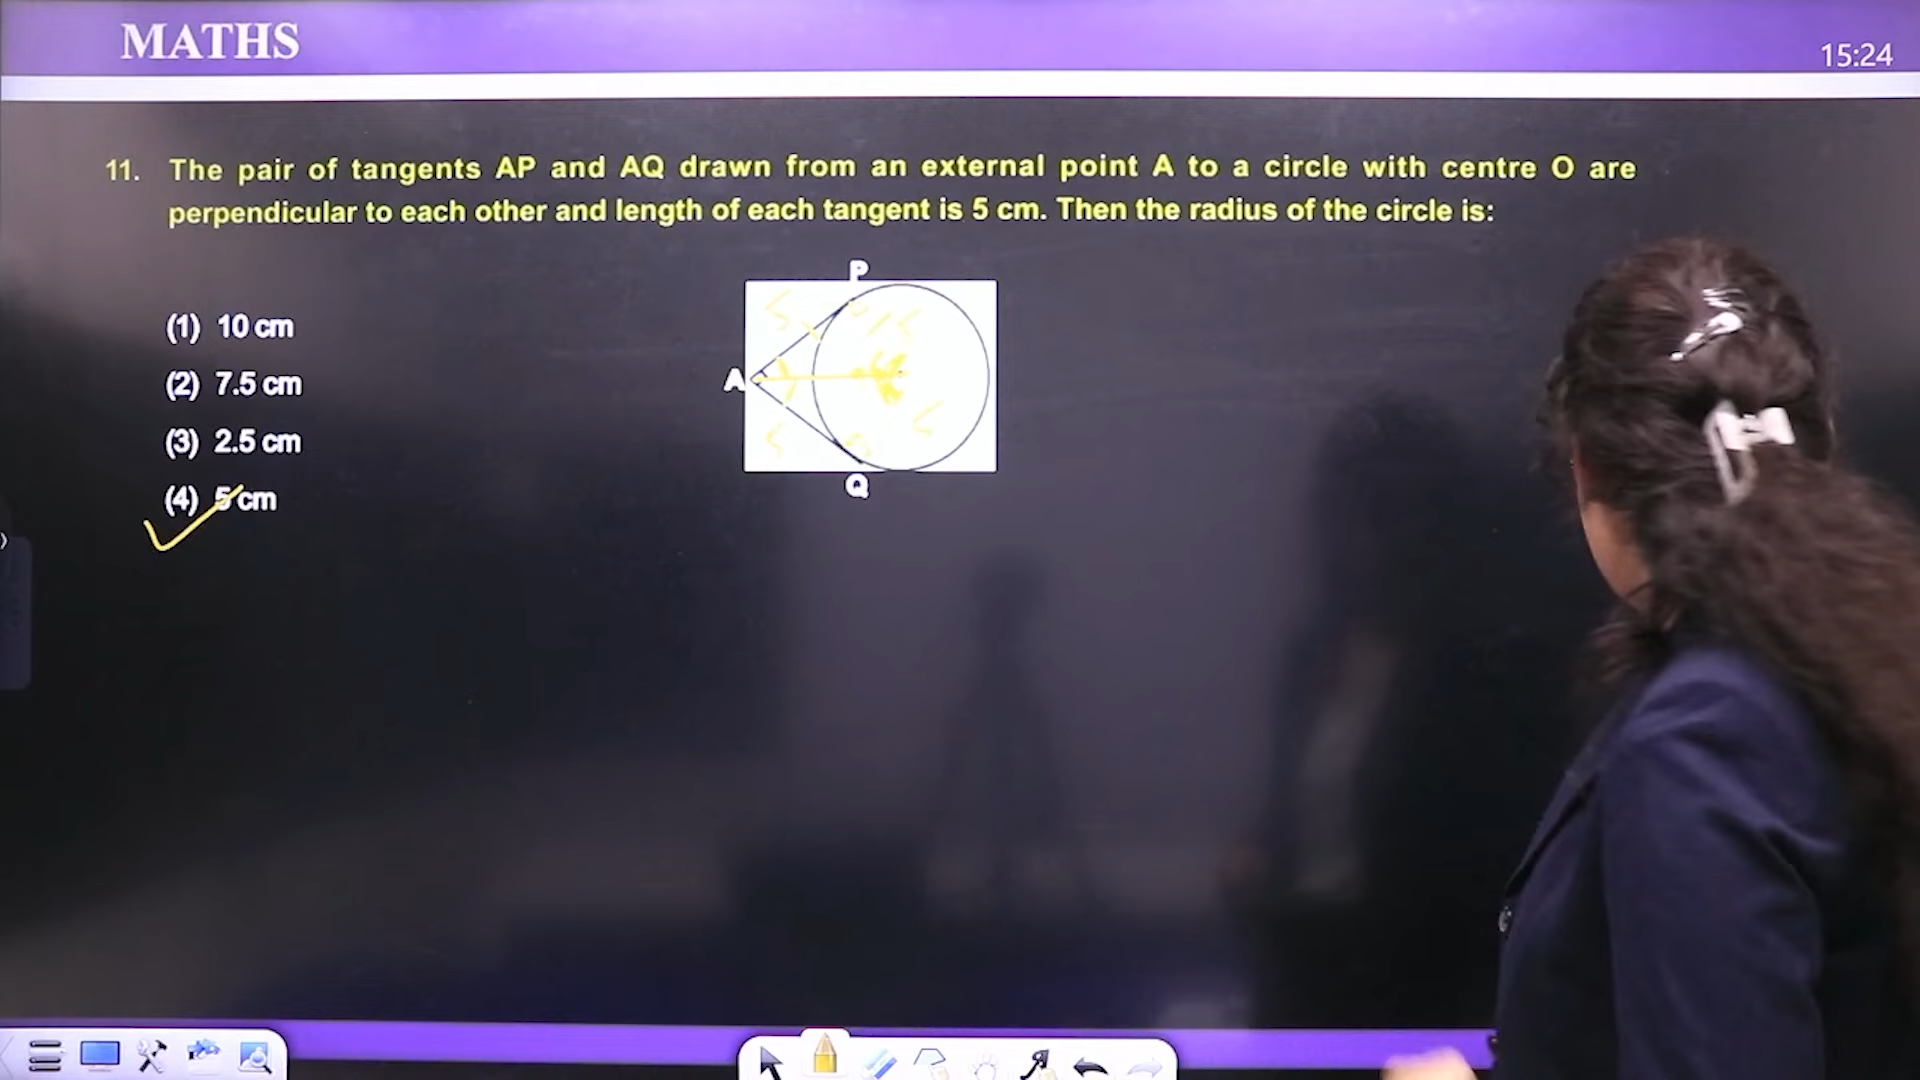 MATHS
15:24
11. The pair of tangents AP and AQ drawn from an external point A to a circle with centre O are
perpendicular to each other and length of each tangent is 5 cm. Then the radius of the circle is:
P
(1) 10 cm
(2) 7.5 cm
A
(3) 2.5 cm
Q
(4) 5 cm